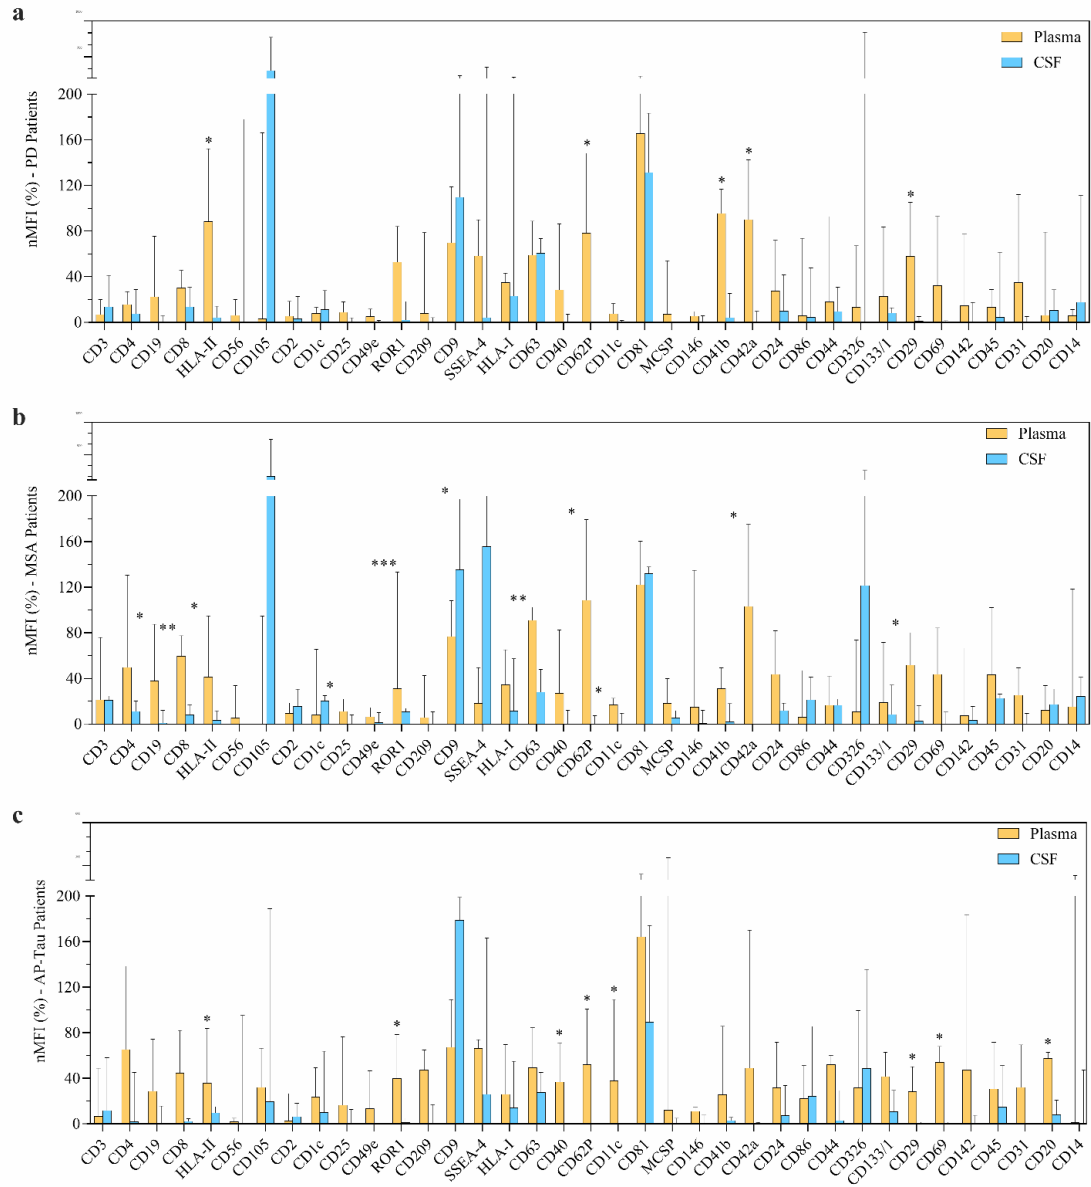 a
Plasma
CSF
nMFI (%) - PD Patients
200
160
120
80
40
0
* * * * *
CD3 CD4 CD19 CD8 HLA-II CD56 CD105 CD2 CD1c CD25 CD49e ROR1 CD209 CD9 SSEA-4 HLA-I CD63 CD40 CD62P CD11c CD81 MCSP CD146 CD41b CD42a CD24 CD86 CD44 CD326 CD133/1 CD29 CD69 CD142 CD45 CD31 CD20 CD14
b
Plasma
CSF
nMFI (%) - MSA Patients
200
160
120
80
40
0
* ** * * *** * ** * * * *
CD3 CD4 CD19 CD8 HLA-II CD56 CD105 CD2 CD1c CD25 CD49e ROR1 CD209 CD9 SSEA-4 HLA-I CD63 CD40 CD62P CD11c CD81 MCSP CD146 CD41b CD42a CD24 CD86 CD44 CD326 CD133/1 CD29 CD69 CD142 CD45 CD31 CD20 CD14
c
Plasma
CSF
nMFI (%) - AP-Tau Patients
200
160
120
80
40
0
* * * * * * * *
CD3 CD4 CD19 CD8 HLA-II CD56 CD105 CD2 CD1c CD25 CD49e ROR1 CD209 CD9 SSEA-4 HLA-I CD63 CD40 CD62P CD11c CD81 MCSP CD146 CD41b CD42a CD24 CD86 CD44 CD326 CD133/1 CD29 CD69 CD142 CD45 CD31 CD20 CD14